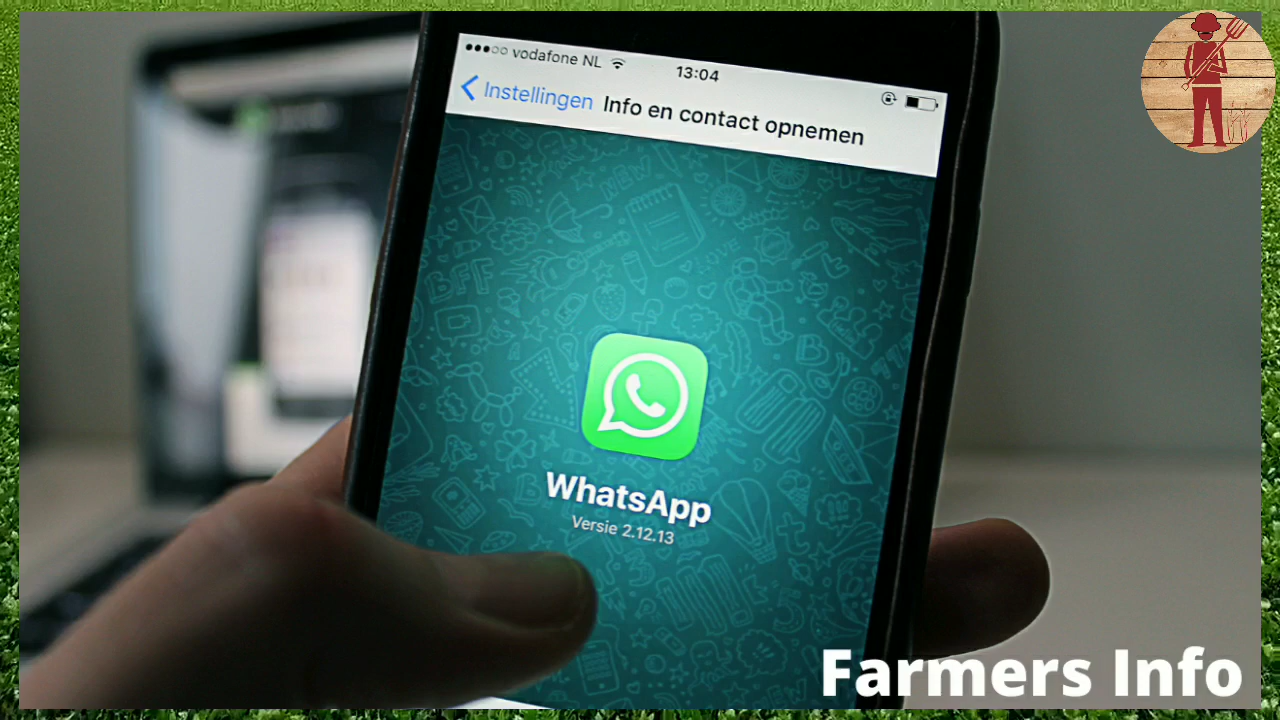 vodafone NL 13:04
Instellingen Info en contact opnemen
WhatsApp
Versie 2.12.13
Farmers Info